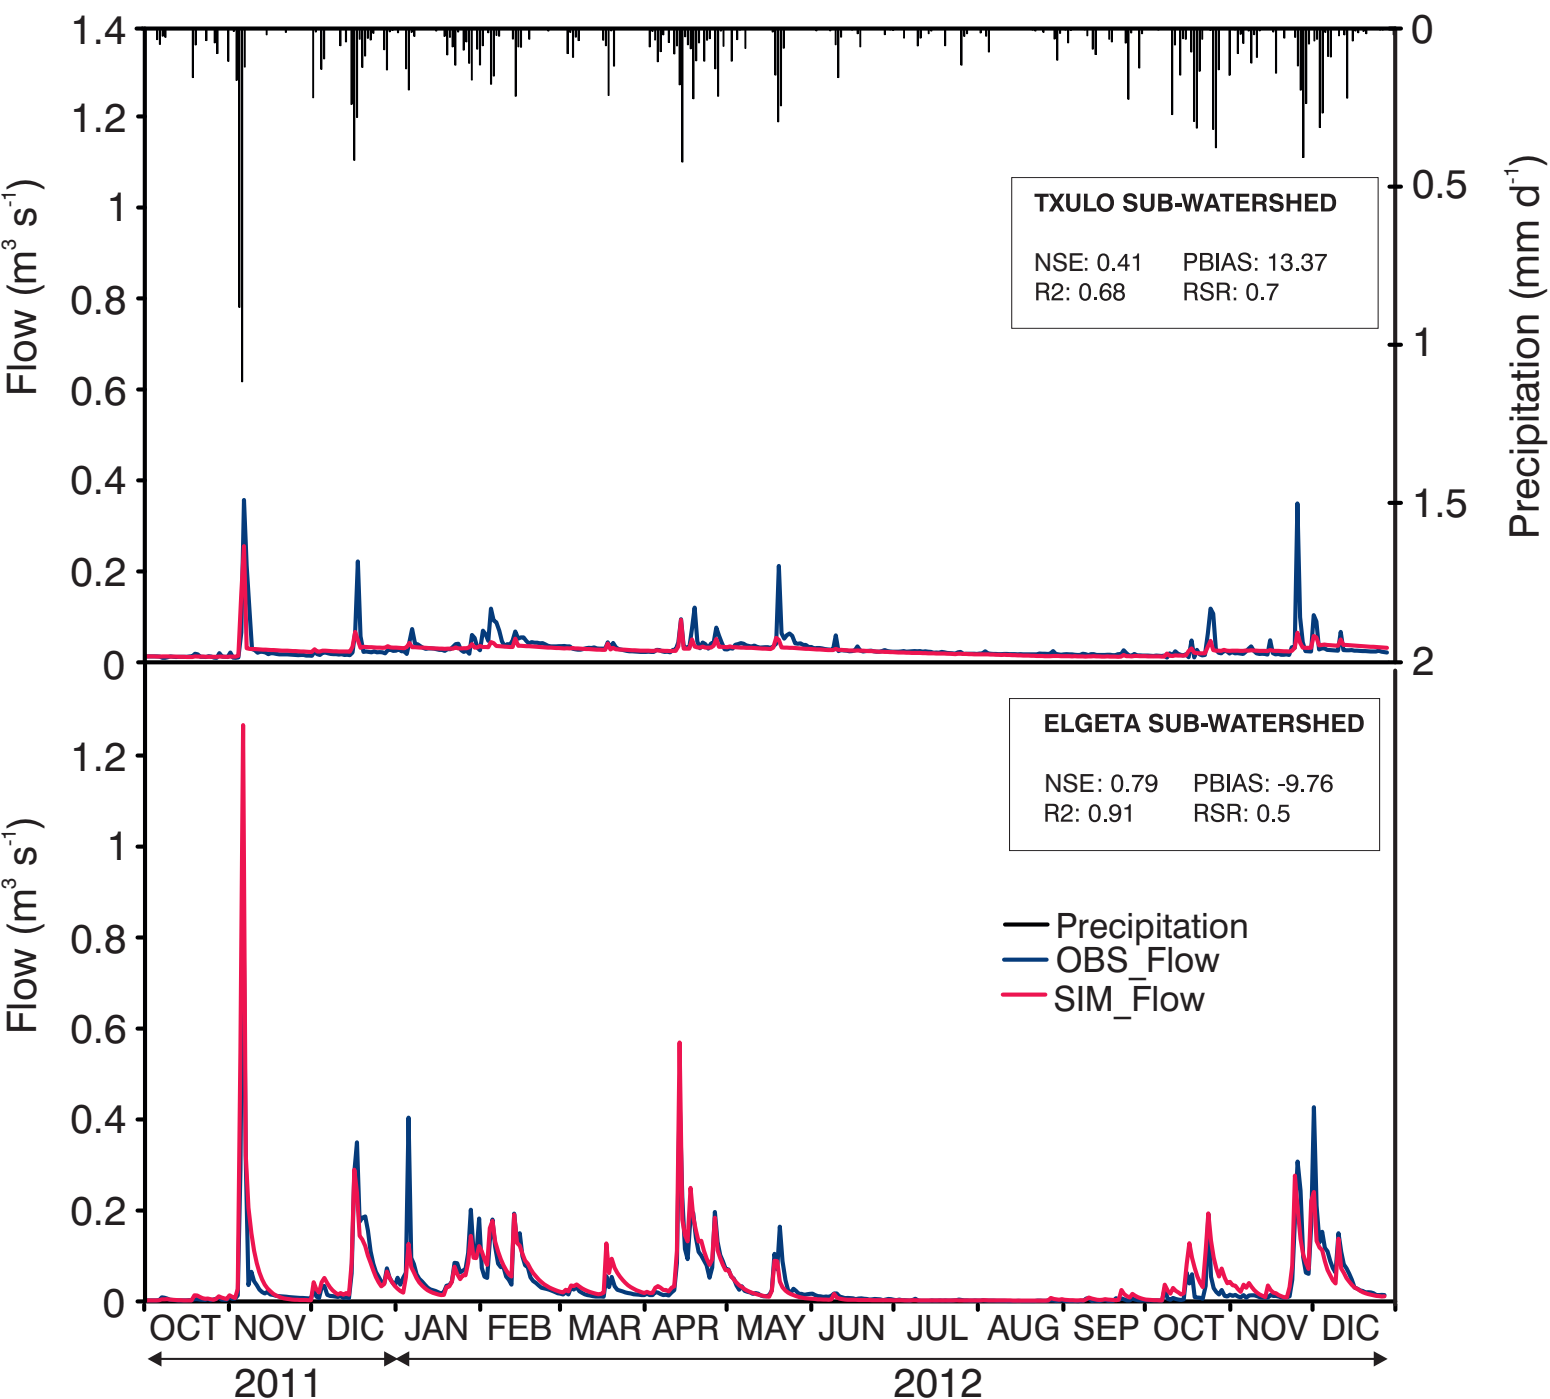 1.4
1.2
1
0.8
0.6
0.4
0.2
0
Flow (m³ s⁻¹)
0
0.5
1
1.5
2
Precipitation (mm d⁻¹)
TXULO SUB-WATERSHED
NSE: 0.41 PBIAS: 13.37
R2: 0.68 RSR: 0.7
1.2
1
0.8
0.6
0.4
0.2
0
Flow (m³ s⁻¹)
ELGETA SUB-WATERSHED
NSE: 0.79 PBIAS: -9.76
R2: 0.91 RSR: 0.5
Precipitation
OBS_Flow
SIM_Flow
OCT NOV DIC JAN FEB MAR APR MAY JUN JUL AUG SEP OCT NOV DIC
2011 2012